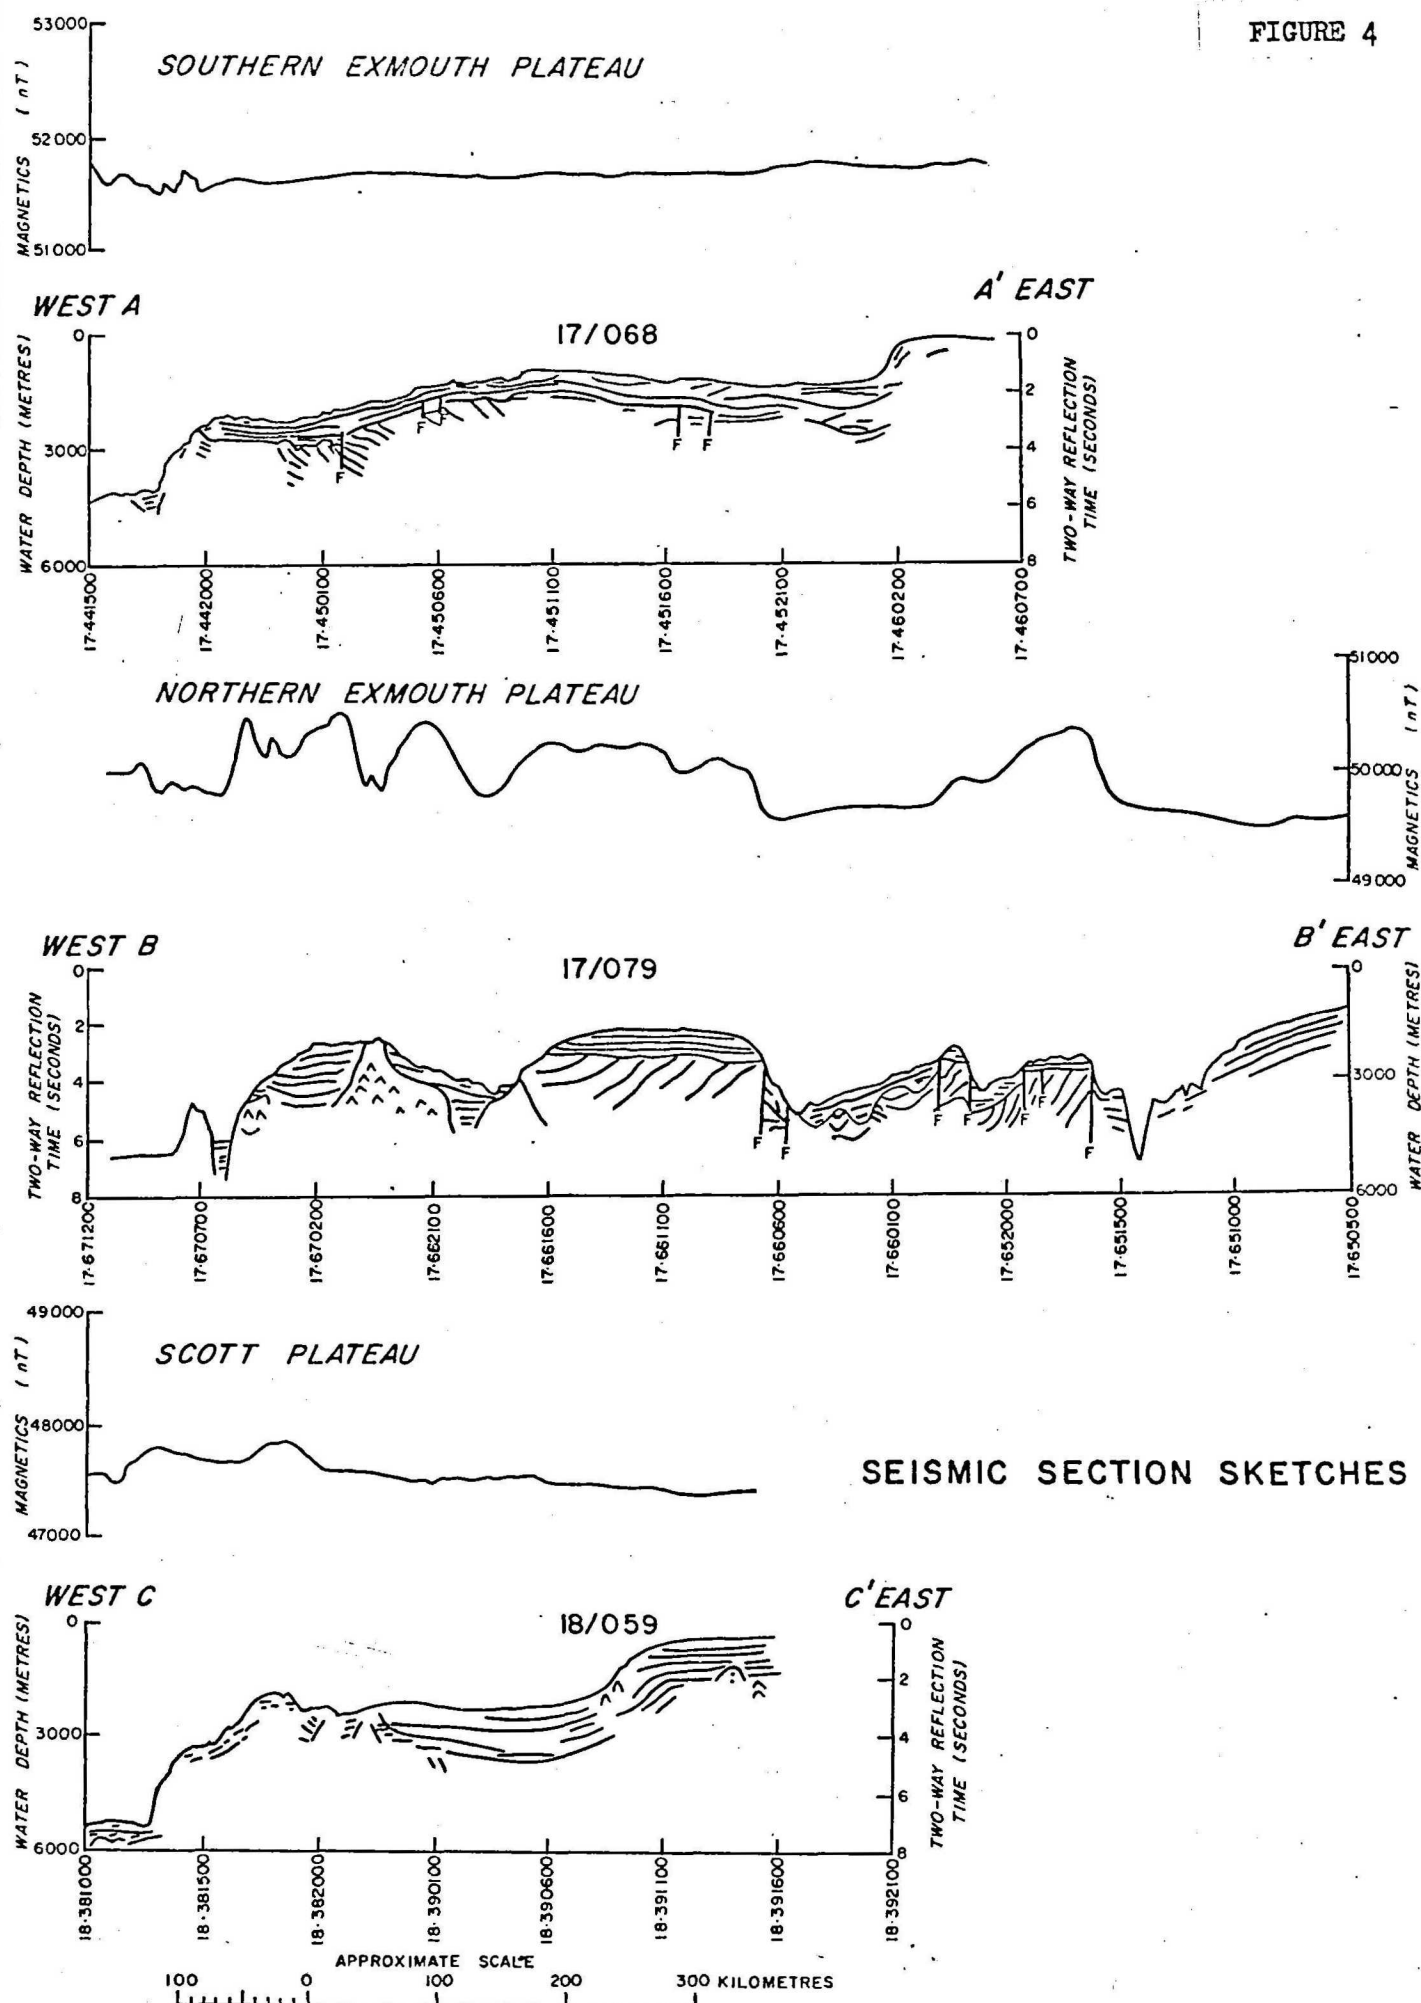 FIGURE 4
53000
SOUTHERN EXMOUTH PLATEAU
52000
51000
MAGNETICS (nT)
WEST A
A' EAST
17/068
0
3000
6000
WATER DEPTH (METRES)
0
2
4
6
8
TWO-WAY REFLECTION
TIME (SECONDS)
F
F
F
F
F
17·441500
17·442000
17·450100
17·450600
17·451100
17·451600
17·452100
17·460200
17·460700
NORTHERN EXMOUTH PLATEAU
51000
50000
49000
MAGNETICS (nT)
WEST B
B' EAST
17/079
0
2
4
6
8
TWO-WAY REFLECTION
TIME (SECONDS)
0
3000
6000
WATER DEPTH (METRES)
F
F
F
F
F
F
F
17·671200
17·670700
17·670200
17·662100
17·661600
17·661100
17·660600
17·660100
17·652000
17·651500
17·651000
17·650500
49000
SCOTT PLATEAU
48000
47000
MAGNETICS (nT)
SEISMIC SECTION SKETCHES
WEST C
C' EAST
18/059
0
3000
6000
WATER DEPTH (METRES)
0
2
4
6
8
TWO-WAY REFLECTION
TIME (SECONDS)
18·381000
18·381500
18·382000
18·390100
18·390600
18·391100
18·391600
18·392100
APPROXIMATE SCALE
100 0 100 200 300 KILOMETRES